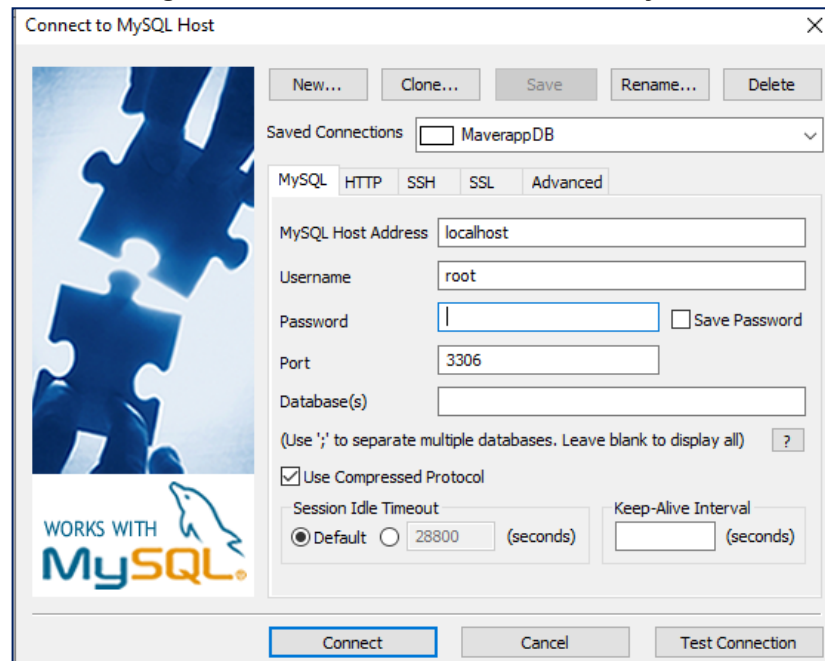 Connect to MySQL Host
New... Clone... Save Rename... Delete
Saved Connections MaverappDB
MySQL HTTP SSH SSL Advanced
MySQL Host Address localhost
Username root
Password Save Password
Port 3306
Database(s)
(Use ';' to separate multiple databases. Leave blank to display all) ?
Use Compressed Protocol
Session Idle Timeout Keep-Alive Interval
Default 28800 (seconds) (seconds)
WORKS WITH
MySQL®
Connect Cancel Test Connection